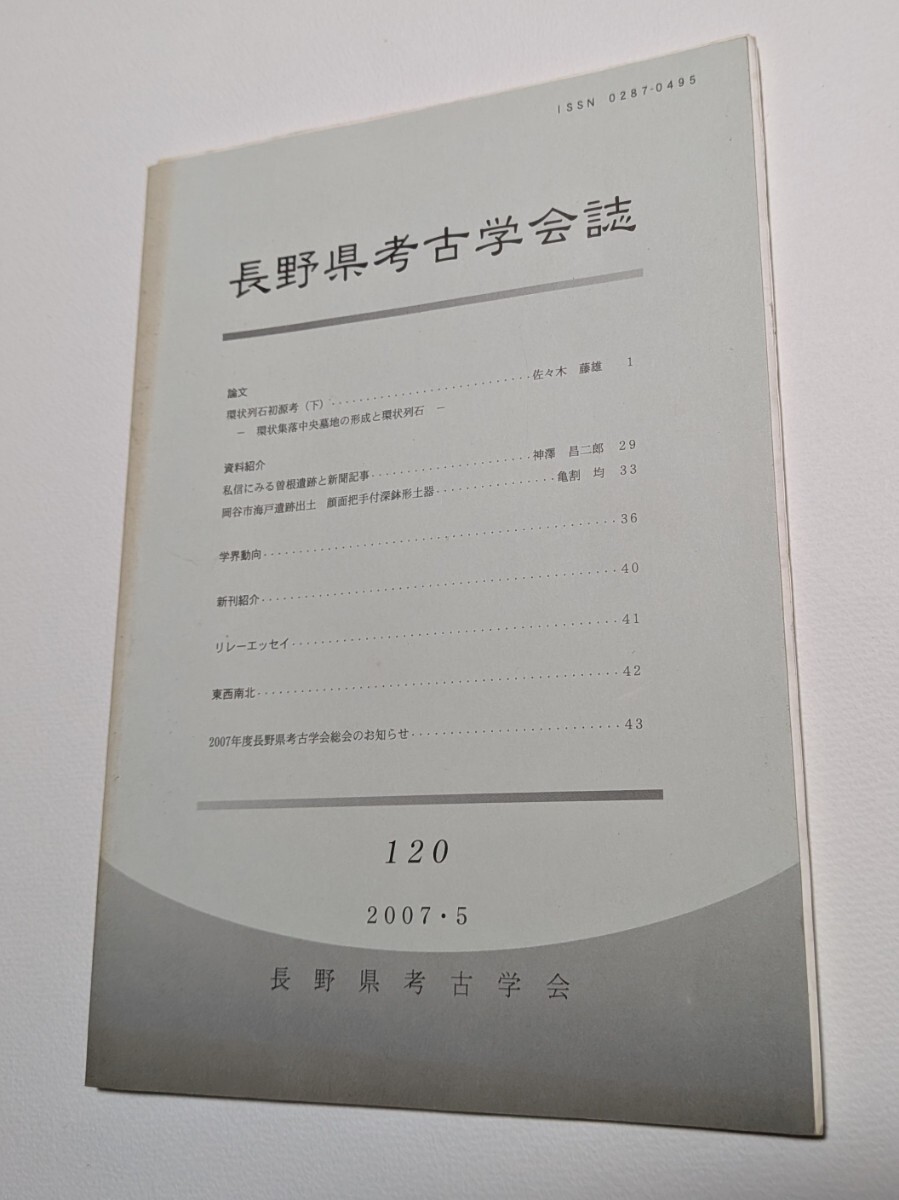 ISSN 0287-0495
長野県考古学会誌
論文
環状列石初源考（下）..............................佐々木 藤雄 1
－ 環状集落中央墓地の形成と環状列石 －
資料紹介
私信にみる曽根遺跡と新聞記事......................神澤 昌二郎 29
岡谷市海戸遺跡出土 顔面把手付深鉢形土器................亀割 均 33
学界動向..................................................36
新刊紹介..................................................40
リレーエッセイ..............................................41
東西南北..................................................42
2007年度長野県考古学会総会のお知らせ............................43
120
2007・5
長野県考古学会